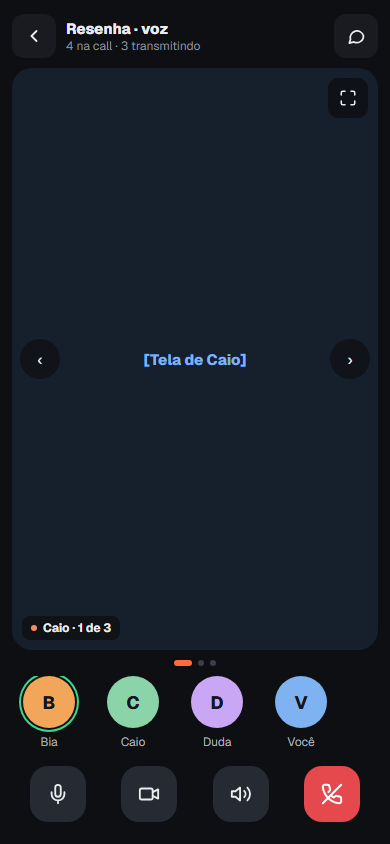 Resenha · voz
4 na call · 3 transmitindo
[Tela de Caio]
Caio · 1 de 3
B
C
D
V
Bia
Caio
Duda
Você